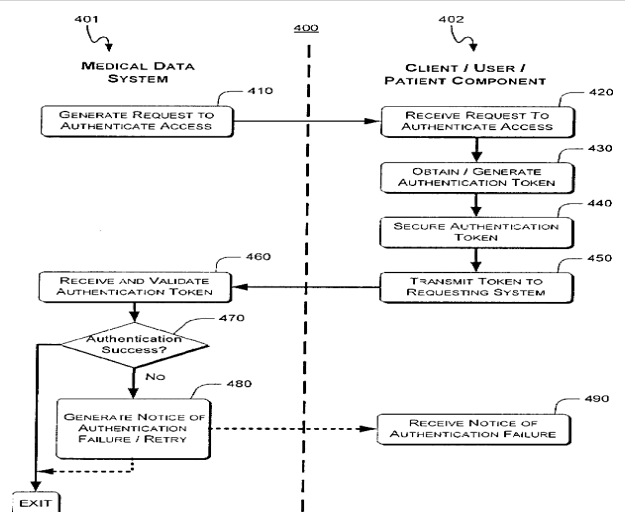 401
400
402
MEDICAL DATA
SYSTEM
CLIENT / USER /
PATIENT COMPONENT
410
GENERATE REQUEST TO
AUTHENTICATE ACCESS
420
RECEIVE REQUEST TO
AUTHENTICATE ACCESS
430
OBTAIN / GENERATE
AUTHENTICATION TOKEN
440
SECURE AUTHENTICATION
TOKEN
450
TRANSMIT TOKEN TO
REQUESTING SYSTEM
460
RECEIVE AND VALIDATE
AUTHENTICATION TOKEN
470
Authentication
Success?
No
480
GENERATE NOTICE OF
AUTHENTICATION
FAILURE / RETRY
490
RECEIVE NOTICE OF
AUTHENTICATION FAILURE
EXIT